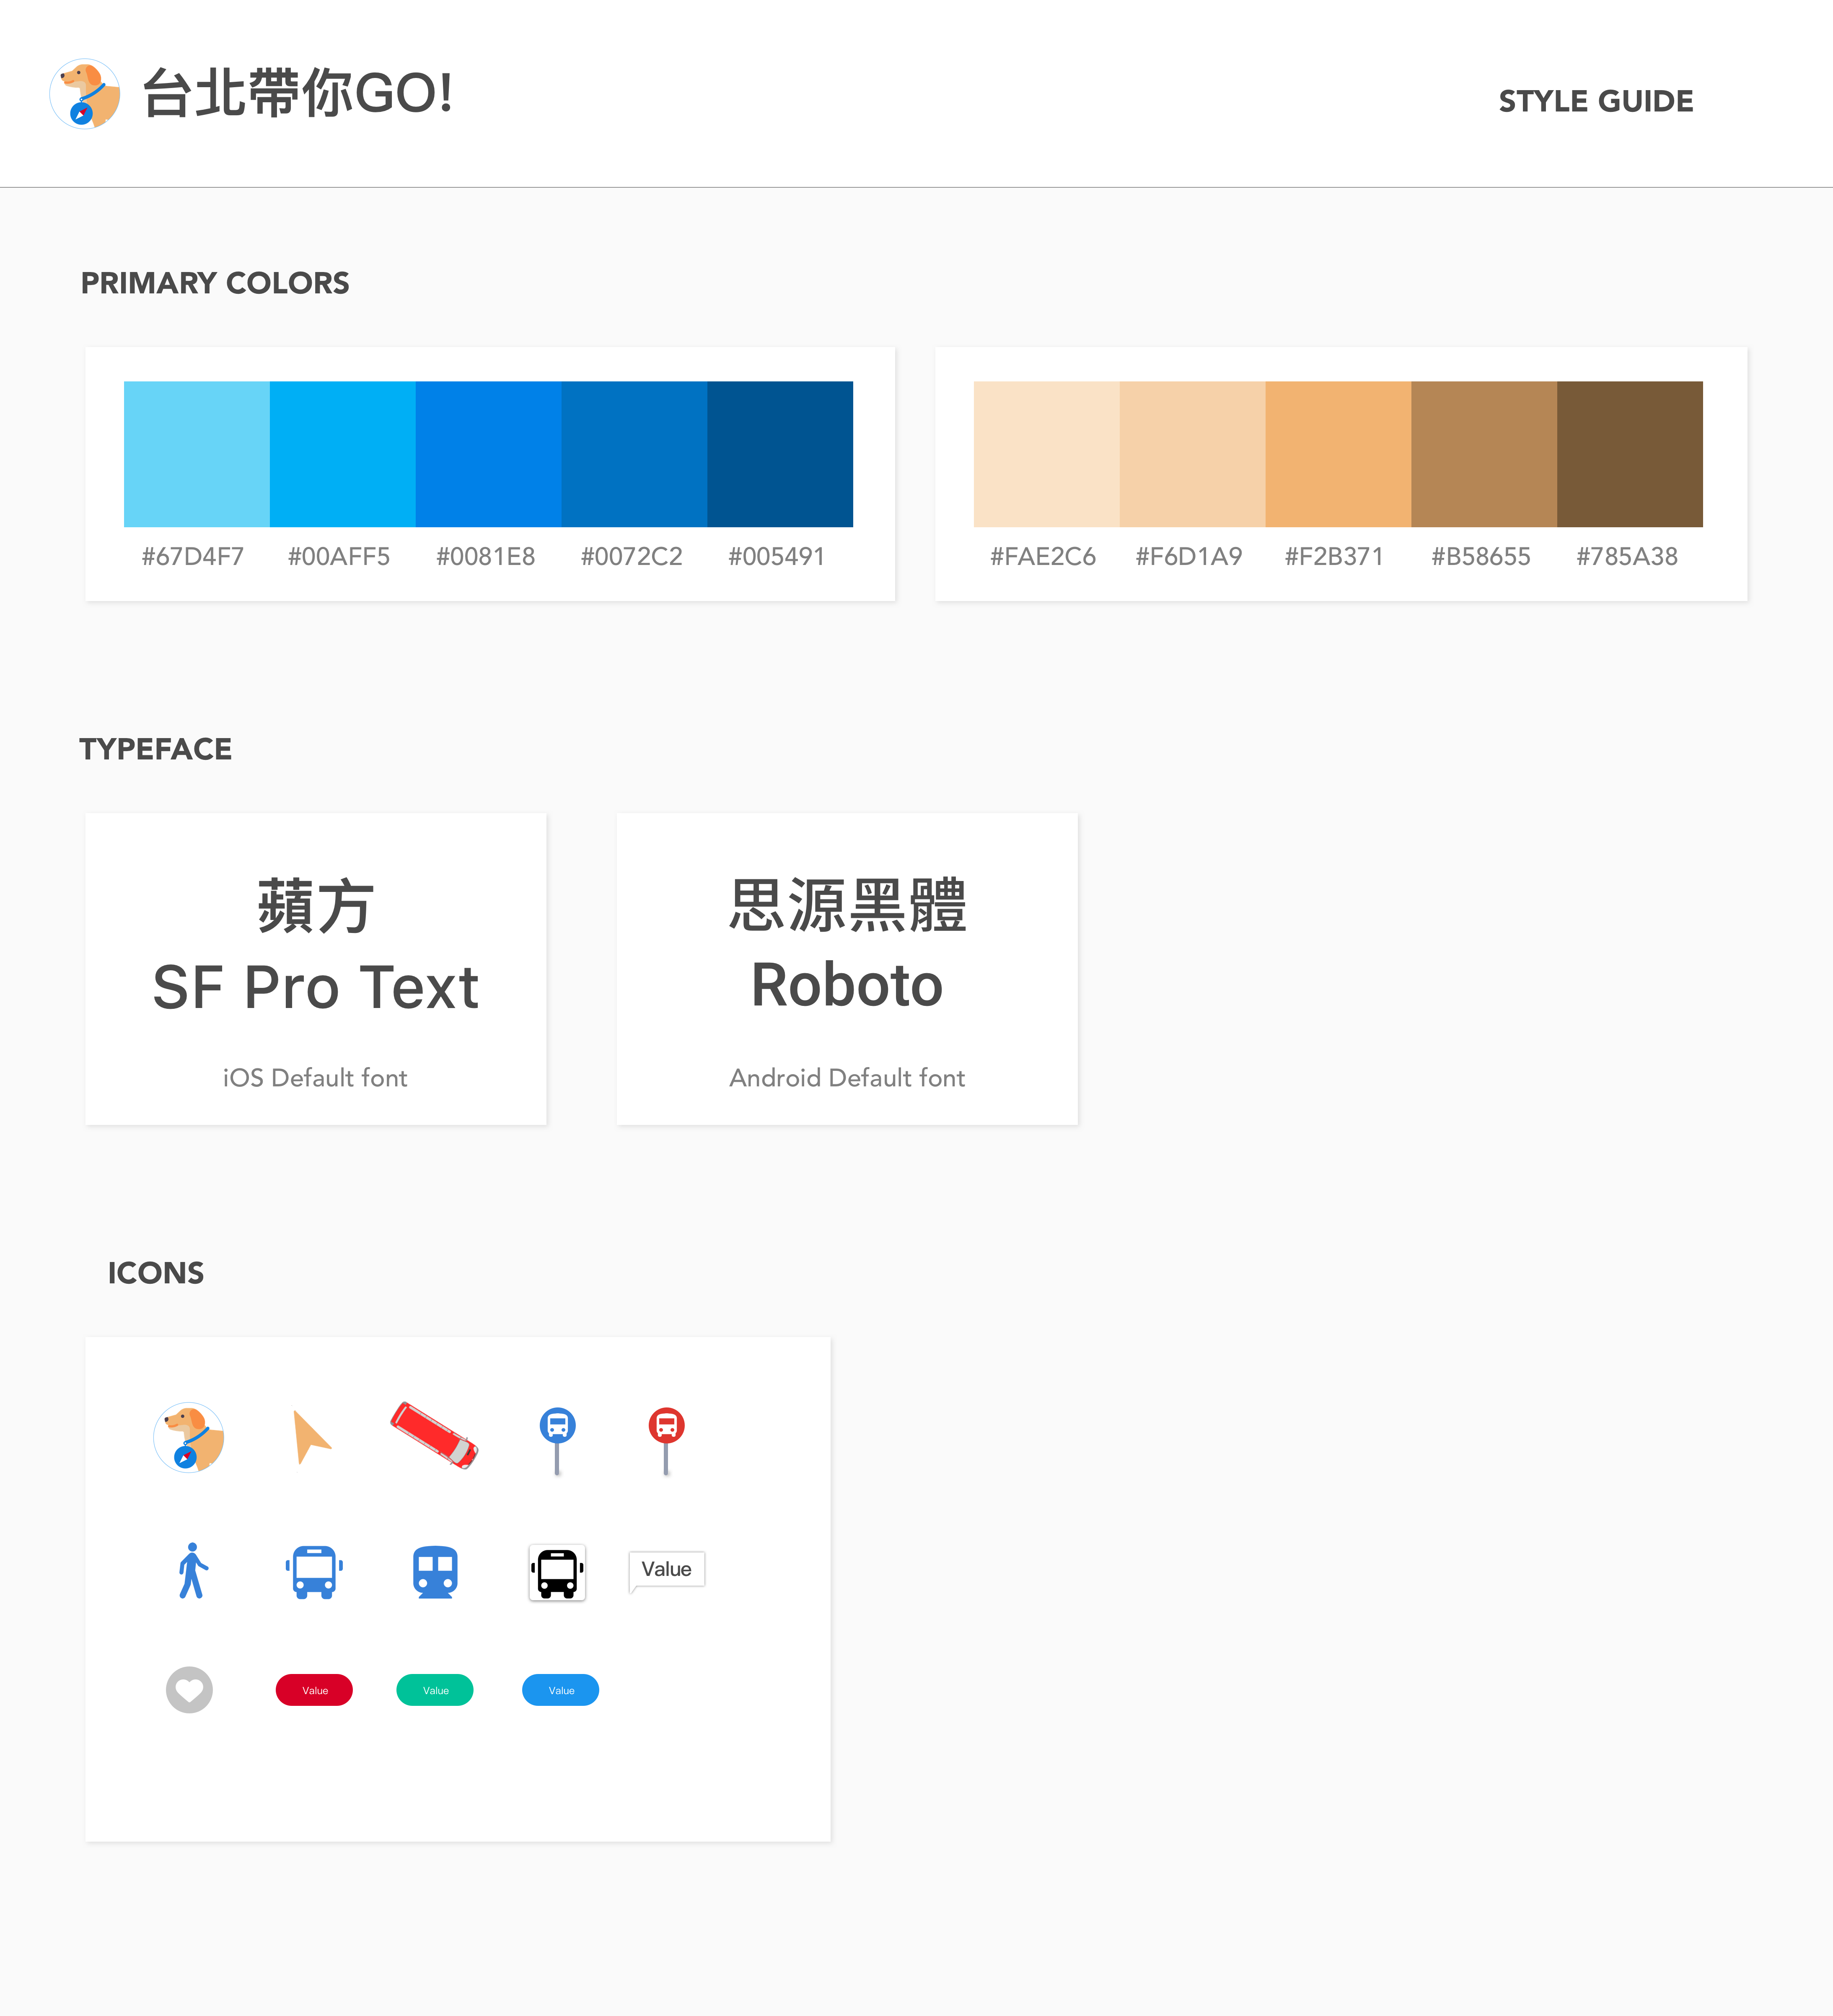 台北帶你GO!
STYLE GUIDE
PRIMARY COLORS
#67D4F7 #00AFF5 #0081E8 #0072C2 #005491
#FAE2C6 #F6D1A9 #F2B371 #B58655 #785A38
TYPEFACE
蘋方
SF Pro Text
iOS Default font
思源黑體
Roboto
Android Default font
ICONS
Value
Value Value Value